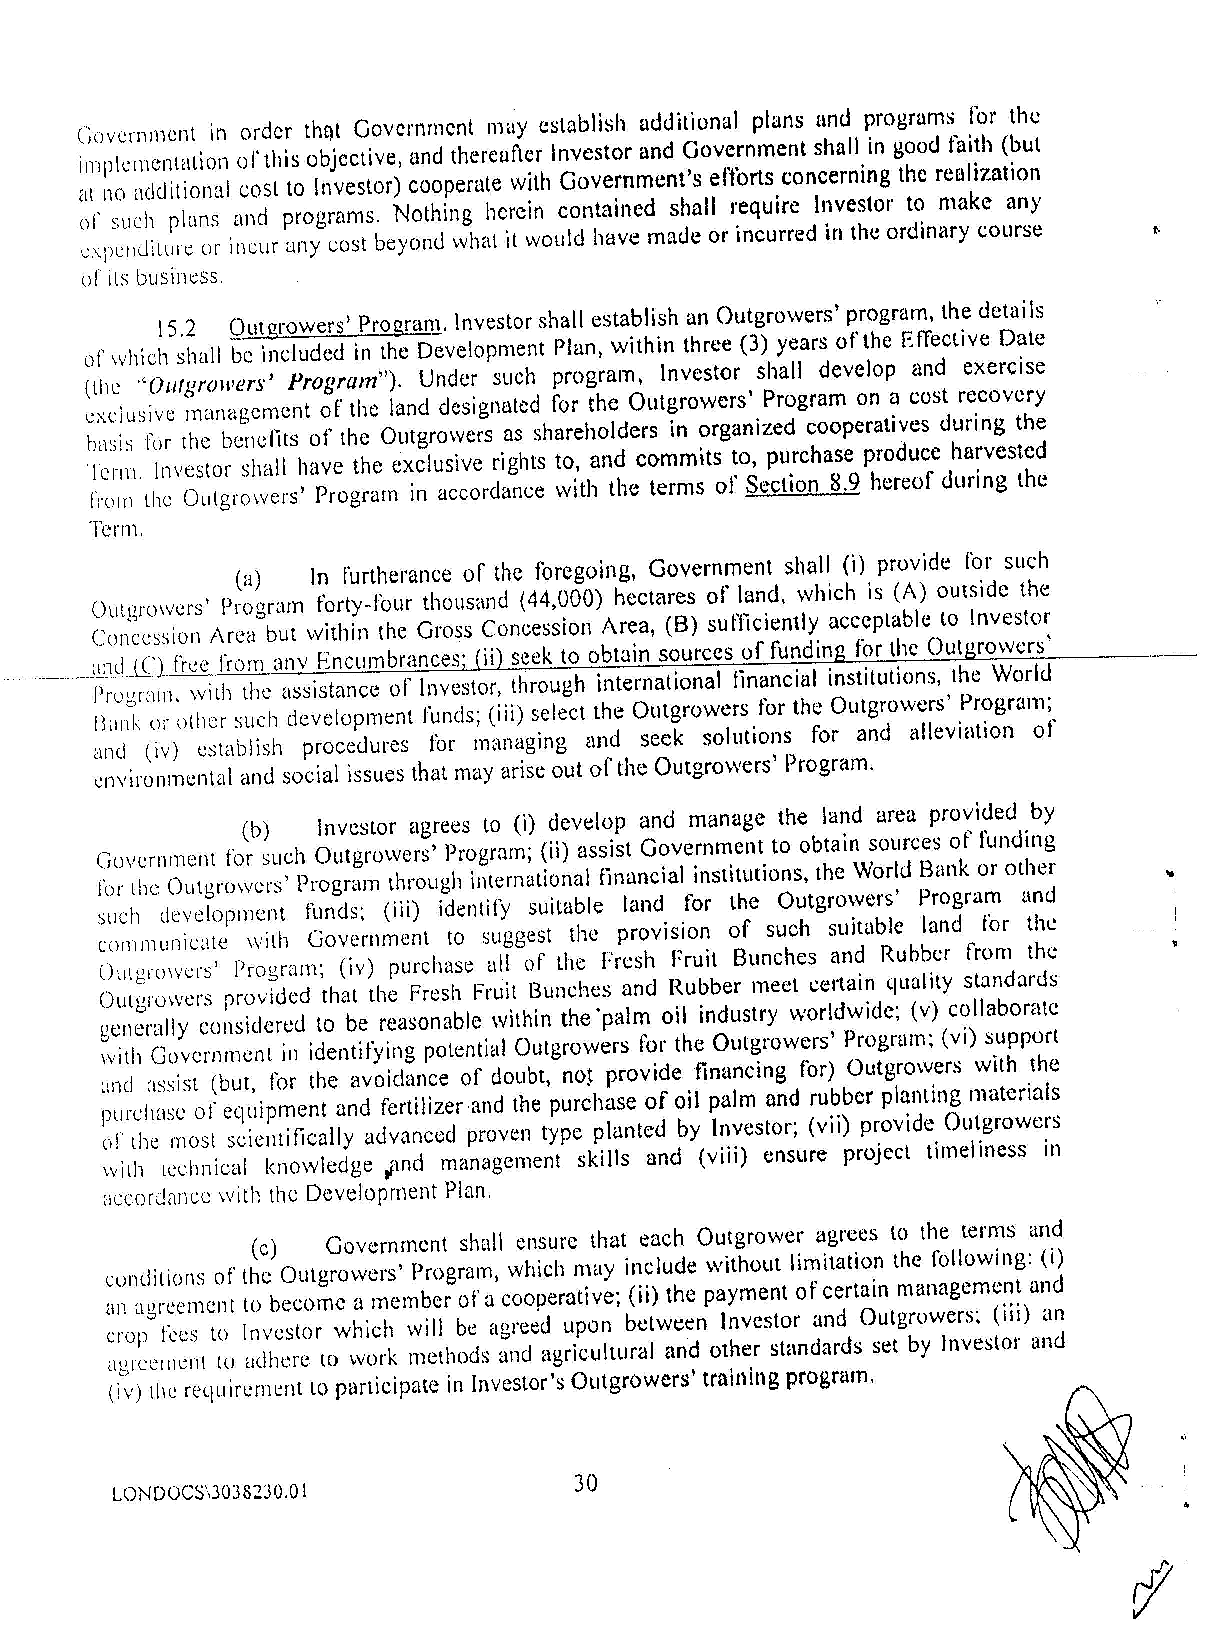 Government in order that Government may establish additional plans and programs for the
implementation of this objective, and thereafter Investor and Government shall in good faith (but
at no additional cost to Investor) cooperate with Government's efforts concerning the realization
of such plans and programs. Nothing herein contained shall require Investor to make any
expenditure or incur any cost beyond what it would have made or incurred in the ordinary course
of its business.
15.2 Outgrowers' Program. Investor shall establish an Outgrowers' program, the details
of which shall be included in the Development Plan, within three (3) years of the Effective Date
(the "Outgrowers' Program"). Under such program, Investor shall develop and exercise
exclusive management of the land designated for the Outgrowers' Program on a cost recovery
basis for the benefits of the Outgrowers as shareholders in organized cooperatives during the
Term. Investor shall have the exclusive rights to, and commits to, purchase produce harvested
from the Outgrowers' Program in accordance with the terms of Section 8.9 hereof during the
Term.
(a) In furtherance of the foregoing, Government shall (i) provide for such
Outgrowers' Program forty-four thousand (44,000) hectares of land, which is (A) outside the
Concession Area but within the Gross Concession Area, (B) sufficiently acceptable to Investor
and (C) free from any Encumbrances; (ii) seek to obtain sources of funding for the Outgrowers'
Program, with the assistance of Investor, through international financial institutions, the World
Bank or other such development funds; (iii) select the Outgrowers for the Outgrowers' Program;
and (iv) establish procedures for managing and seek solutions for and alleviation of
environmental and social issues that may arise out of the Outgrowers' Program.
(b) Investor agrees to (i) develop and manage the land area provided by
Government for such Outgrowers' Program; (ii) assist Government to obtain sources of funding
for the Outgrowers' Program through international financial institutions, the World Bank or other
such development funds; (iii) identify suitable land for the Outgrowers' Program and
communicate with Government to suggest the provision of such suitable land for the
Outgrowers' Program; (iv) purchase all of the Fresh Fruit Bunches and Rubber from the
Outgrowers provided that the Fresh Fruit Bunches and Rubber meet certain quality standards
generally considered to be reasonable within the palm oil industry worldwide; (v) collaborate
with Government in identifying potential Outgrowers for the Outgrowers' Program; (vi) support
and assist (but, for the avoidance of doubt, not provide financing for) Outgrowers with the
purchase of equipment and fertilizer and the purchase of oil palm and rubber planting materials
of the most scientifically advanced proven type planted by Investor; (vii) provide Outgrowers
with technical knowledge and management skills and (viii) ensure project timeliness in
accordance with the Development Plan.
(c) Government shall ensure that each Outgrower agrees to the terms and
conditions of the Outgrowers' Program, which may include without limitation the following: (i)
an agreement to become a member of a cooperative; (ii) the payment of certain management and
crop fees to Investor which will be agreed upon between Investor and Outgrowers; (iii) an
agreement to adhere to work methods and agricultural and other standards set by Investor and
(iv) the requirement to participate in Investor's Outgrowers' training program.
LONDOCS\3038230.01
30